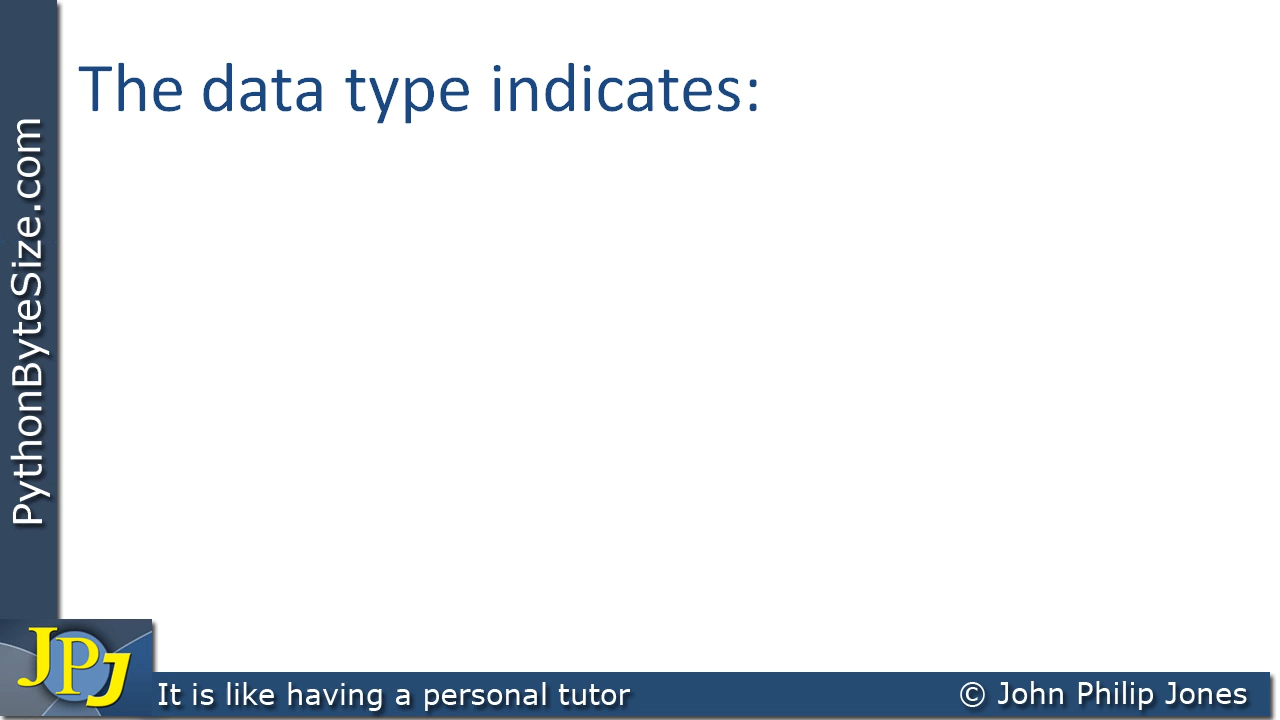 The data type indicates:
PythonByteSize.com
JPJ
It is like having a personal tutor
© John Philip Jones